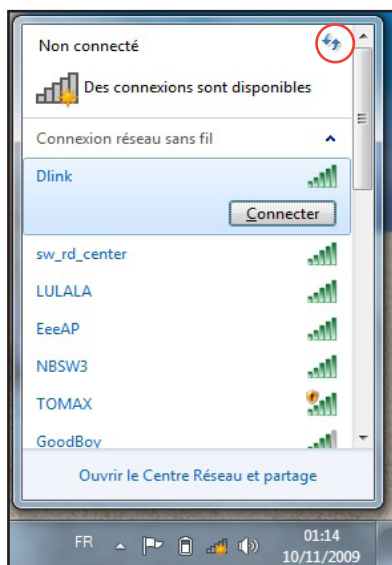 Non connecté
Des connexions sont disponibles
Connexion réseau sans fil
Dlink
Connecter
sw_rd_center
LULALA
EeeAP
NBSW3
TOMAX
GoodBoy
Ouvrir le Centre Réseau et partage
FR
01:14
10/11/2009